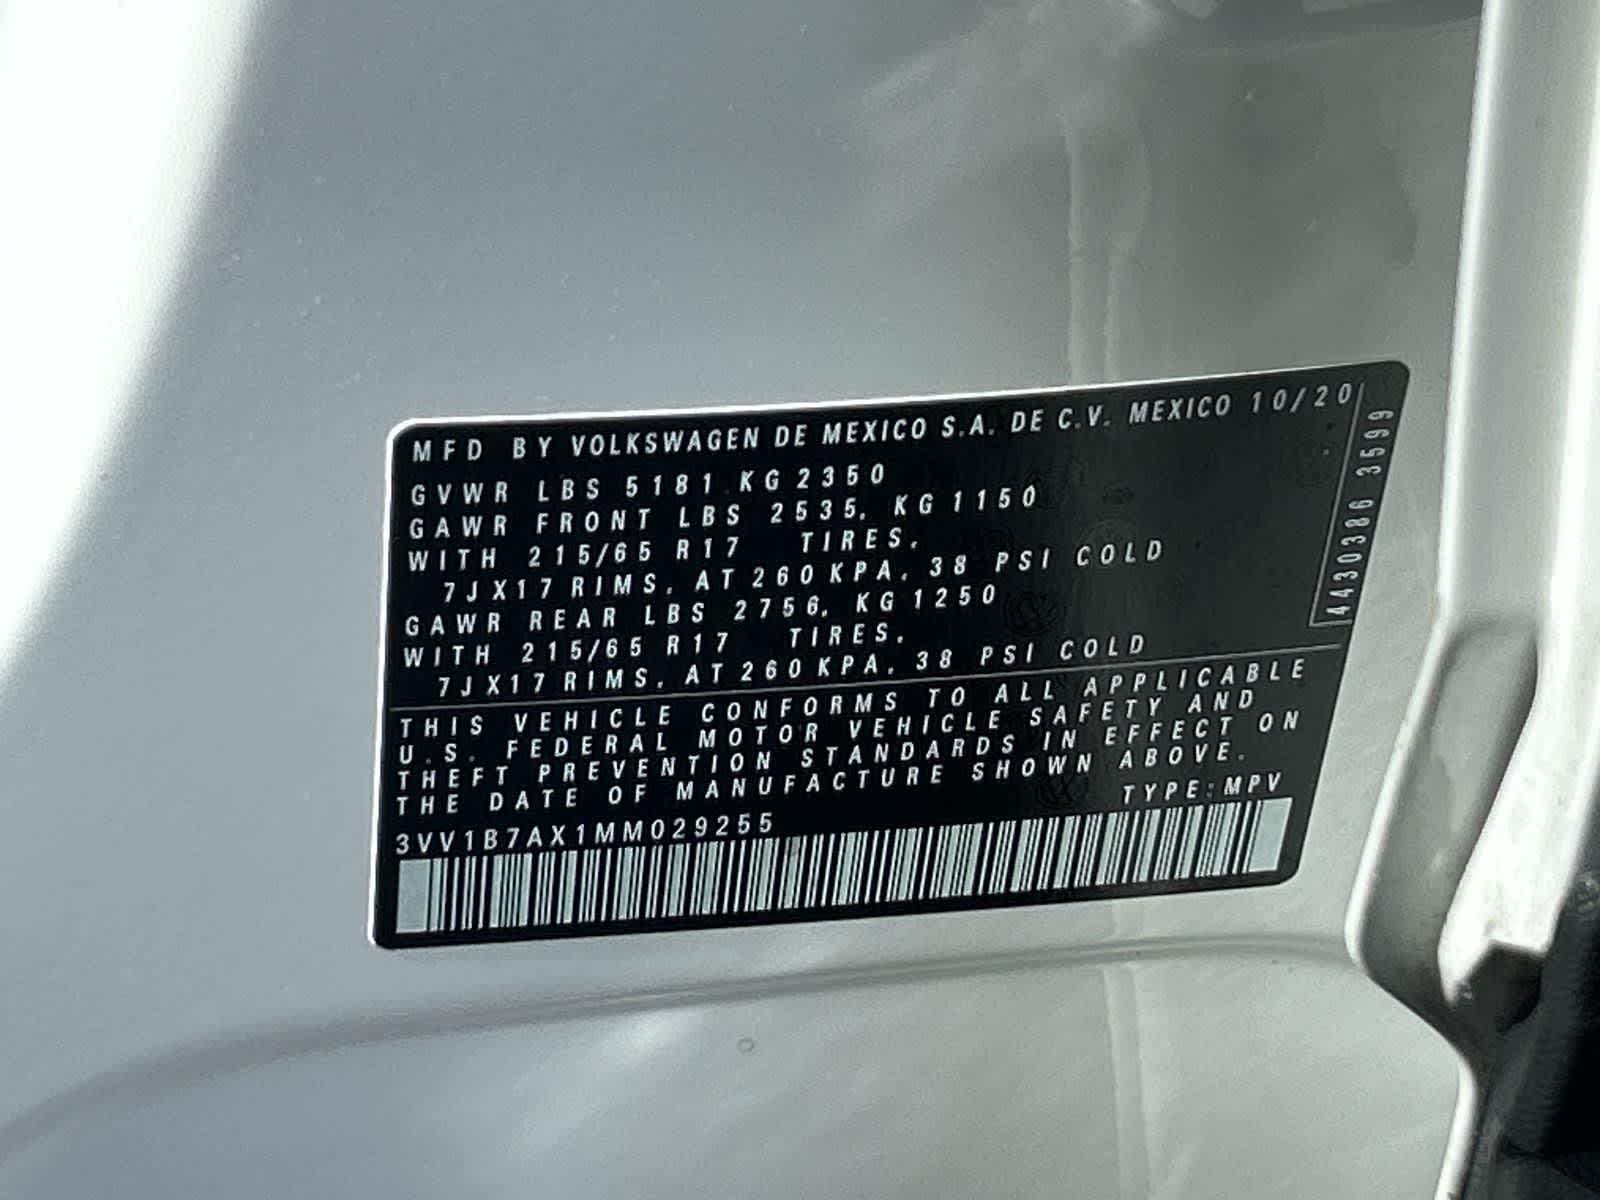 MFD BY VOLKSWAGEN DE MEXICO S.A. DE C.V. MEXICO 10/20
GVWR LBS 5181 KG 2350
GAWR FRONT LBS 2535, KG 1150
WITH 215/65 R17 TIRES,
7JX17 RIMS, AT 260 KPA, 38 PSI COLD
GAWR REAR LBS 2756, KG 1250
WITH 215/65 R17 TIRES,
7JX17 RIMS, AT 260 KPA, 38 PSI COLD
4430386 3599
THIS VEHICLE CONFORMS TO ALL APPLICABLE
U.S. FEDERAL MOTOR VEHICLE SAFETY AND
THEFT PREVENTION STANDARDS IN EFFECT ON
THE DATE OF MANUFACTURE SHOWN ABOVE.
3VV1B7AX1MM029255 TYPE:MPV